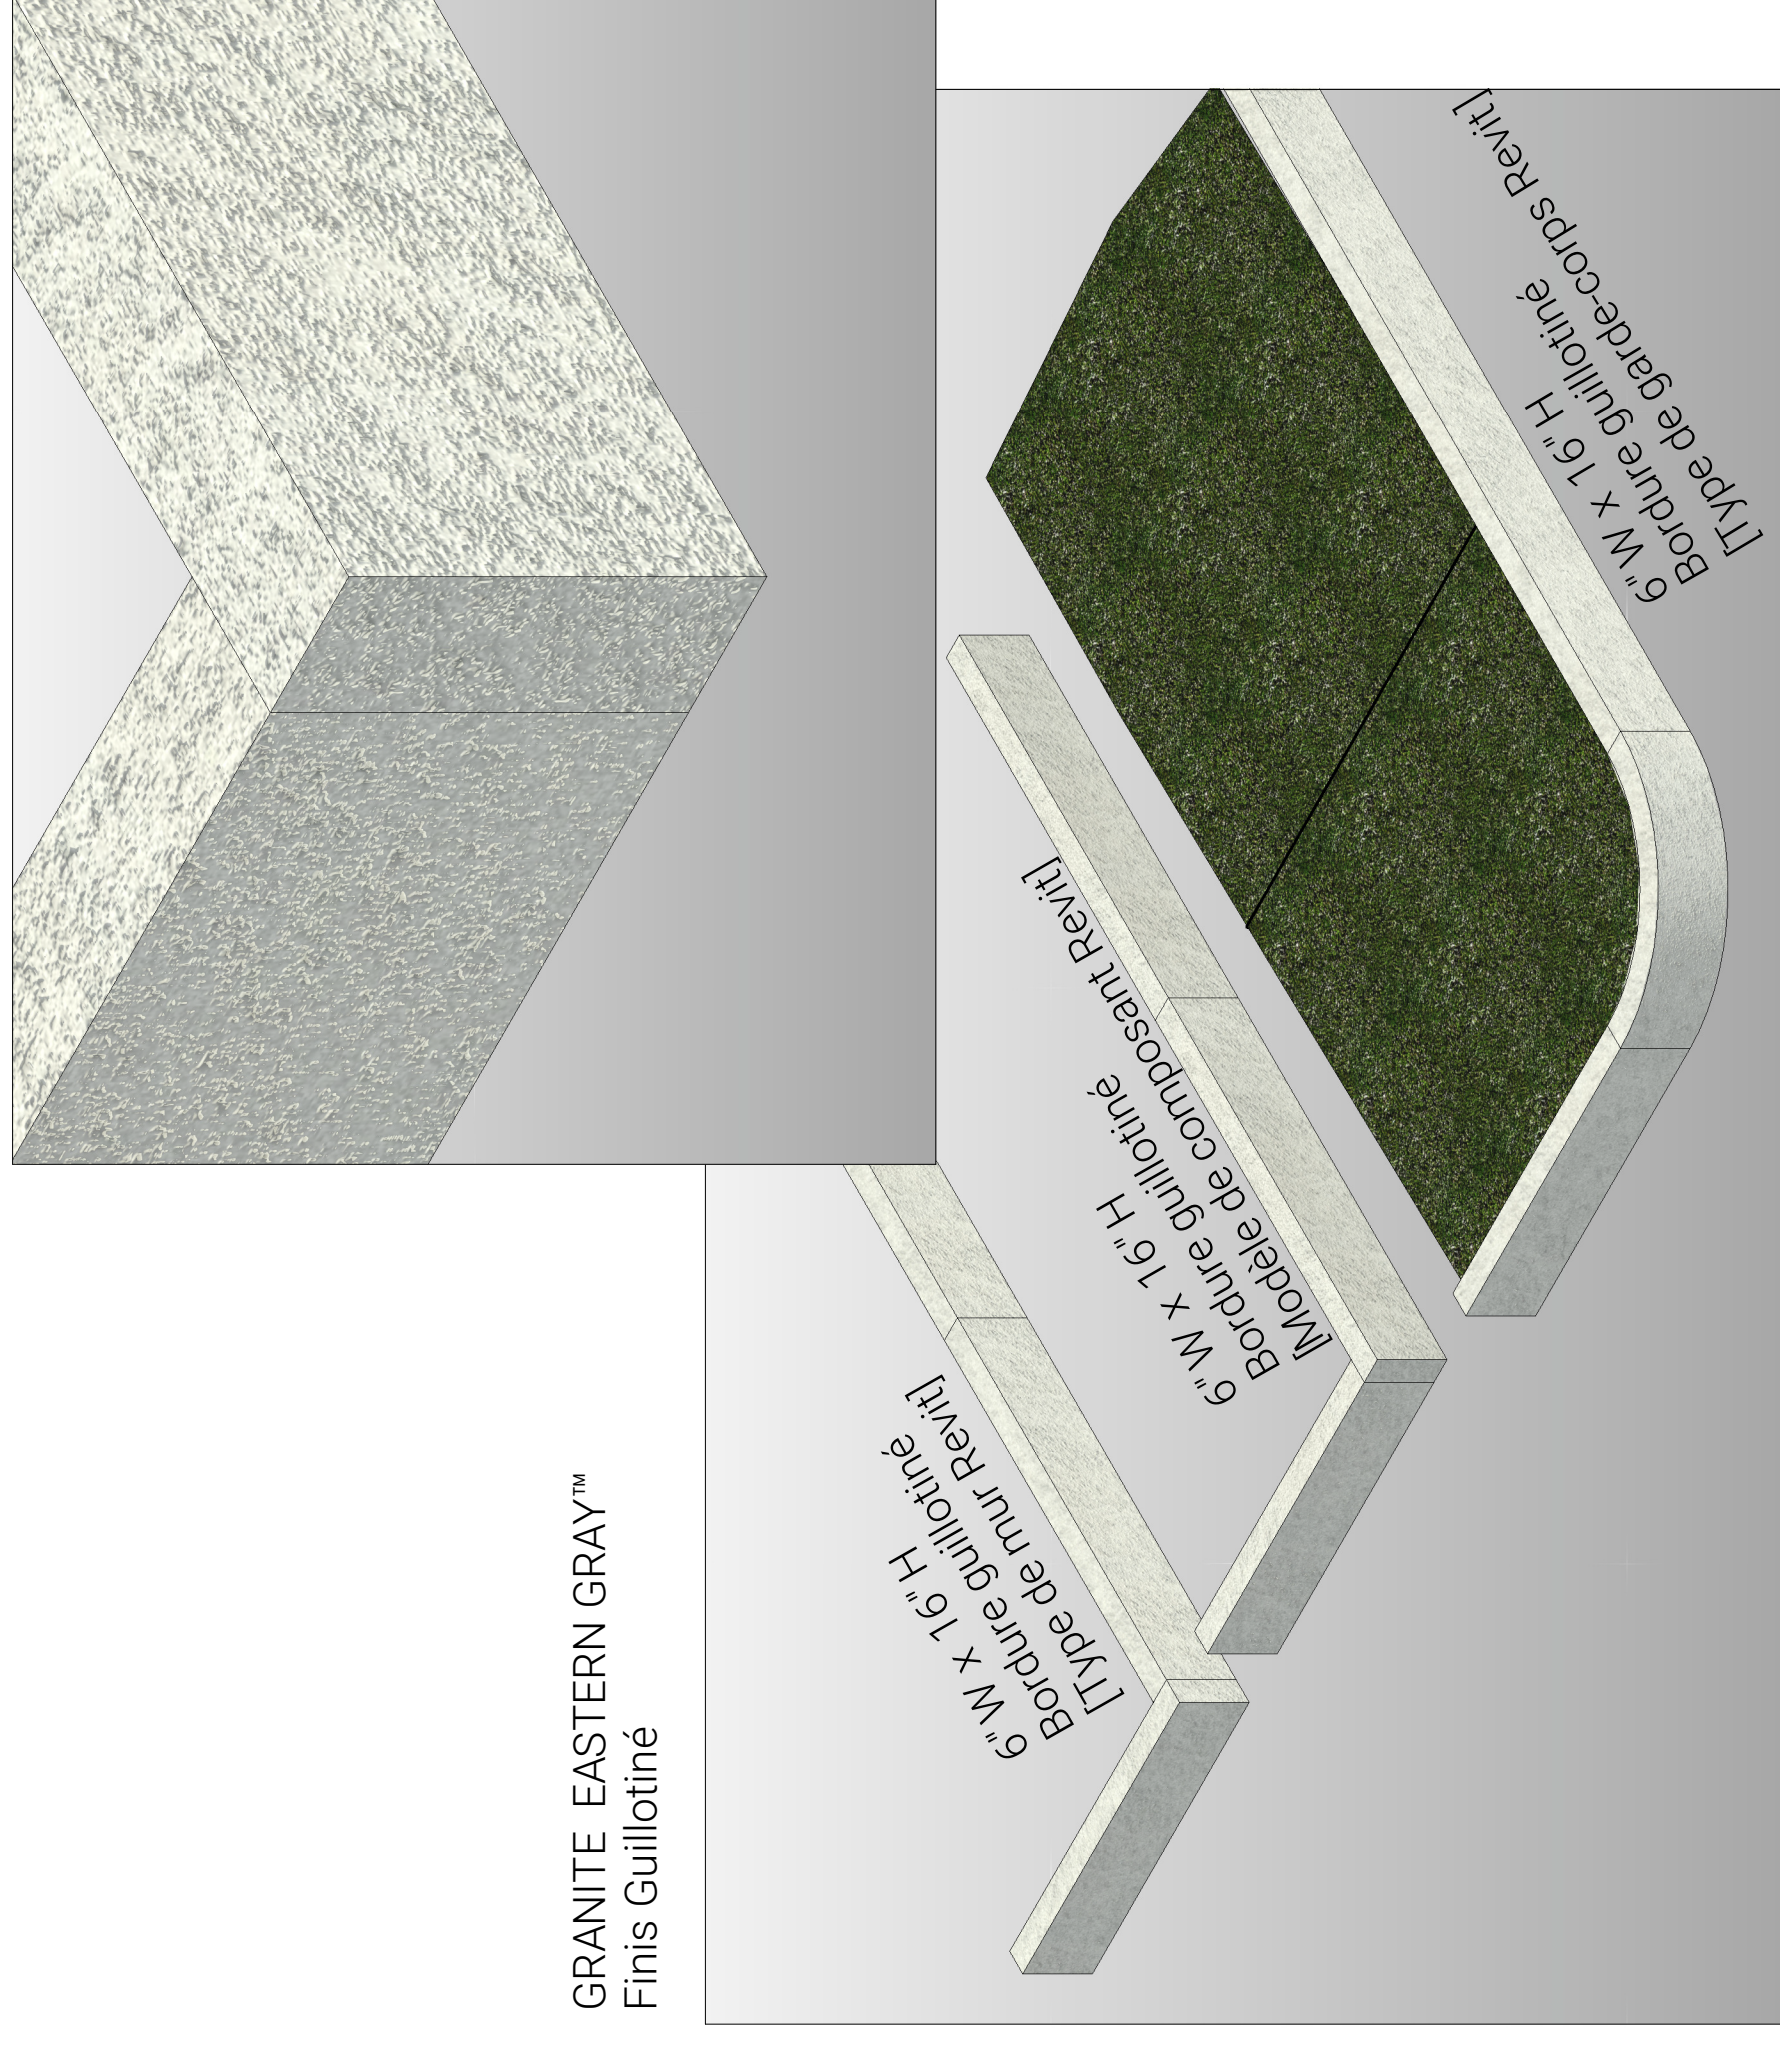 GRANITE EASTERN GRAY™
Finis Guillotiné
6" W x 16" H
Bordure guillotiné
[Type de mur Revit]
6" W x 16" H
Bordure guillotiné
[Modèle de composant Revit]
6" W x 16" H
Bordure guillotiné
[Type de garde-corps Revit]